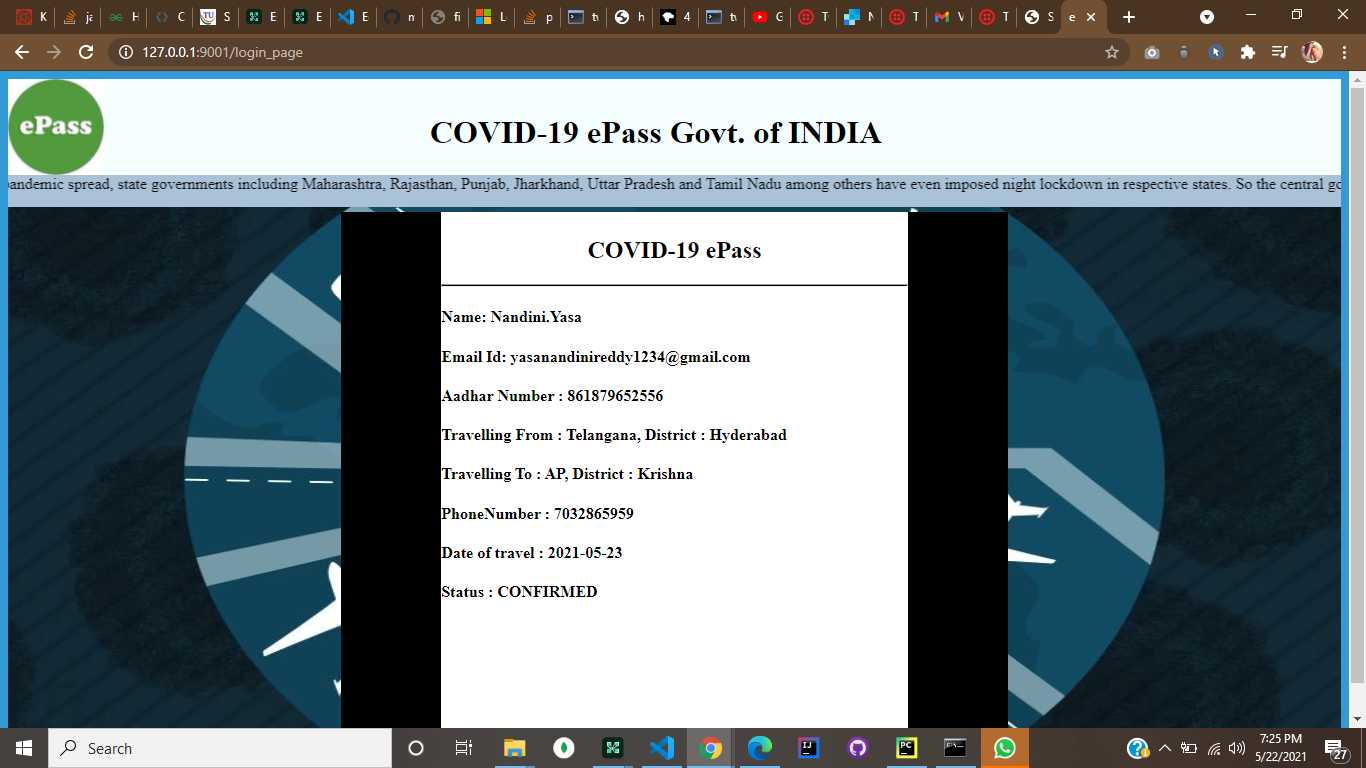 K
ja
H
C
TU S
E
E
E
m
fi
L
p
tv
h
4
tv
G
T
N
T
V
T
S
e
127.0.0.1:9001/login_page
ePass
COVID-19 ePass Govt. of INDIA
pandemic spread, state governments including Maharashtra, Rajasthan, Punjab, Jharkhand, Uttar Pradesh and Tamil Nadu among others have even imposed night lockdown in respective states. So the central go
COVID-19 ePass
Name: Nandini.Yasa
Email Id: yasanandinireddy1234@gmail.com
Aadhar Number : 861879652556
Travelling From : Telangana, District : Hyderabad
Travelling To : AP, District : Krishna
PhoneNumber : 7032865959
Date of travel : 2021-05-23
Status : CONFIRMED
Search
7:25 PM
5/22/2021
27